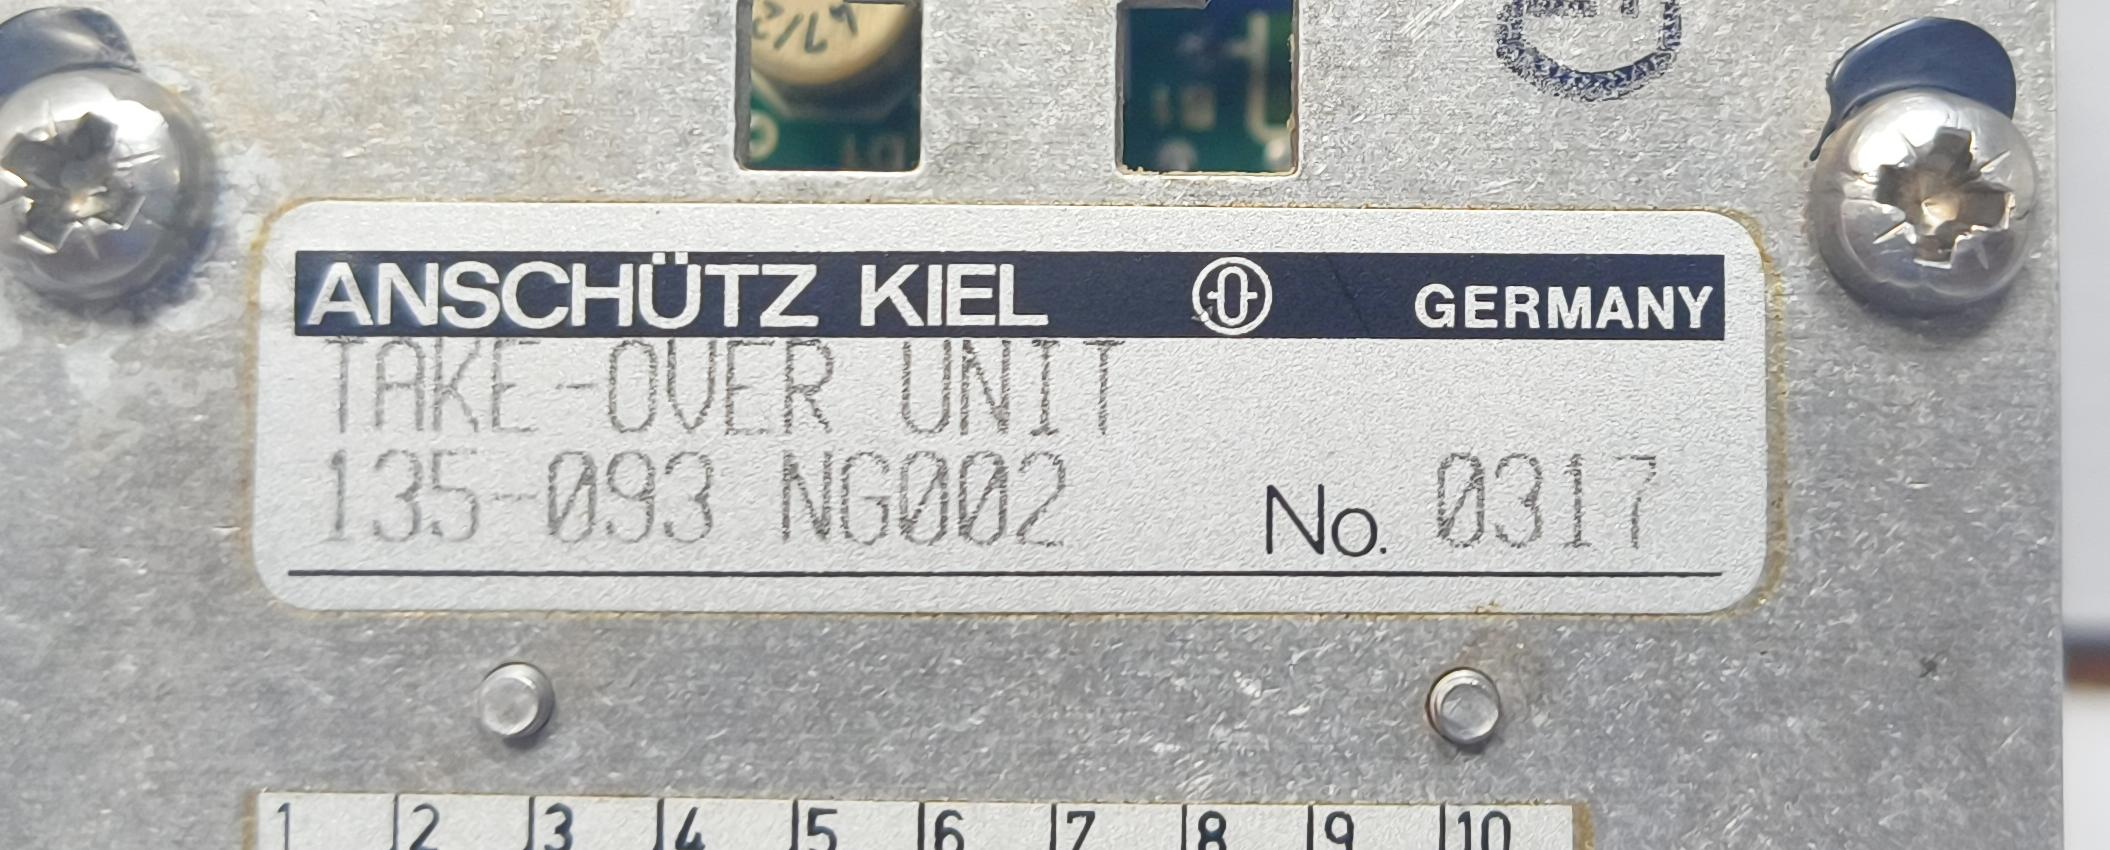 ANSCHÜTZ KIEL GERMANY
TAKE-OVER UNIT
135-093 NG002 No. 0317
1 2 3 4 5 6 7 8 9 10